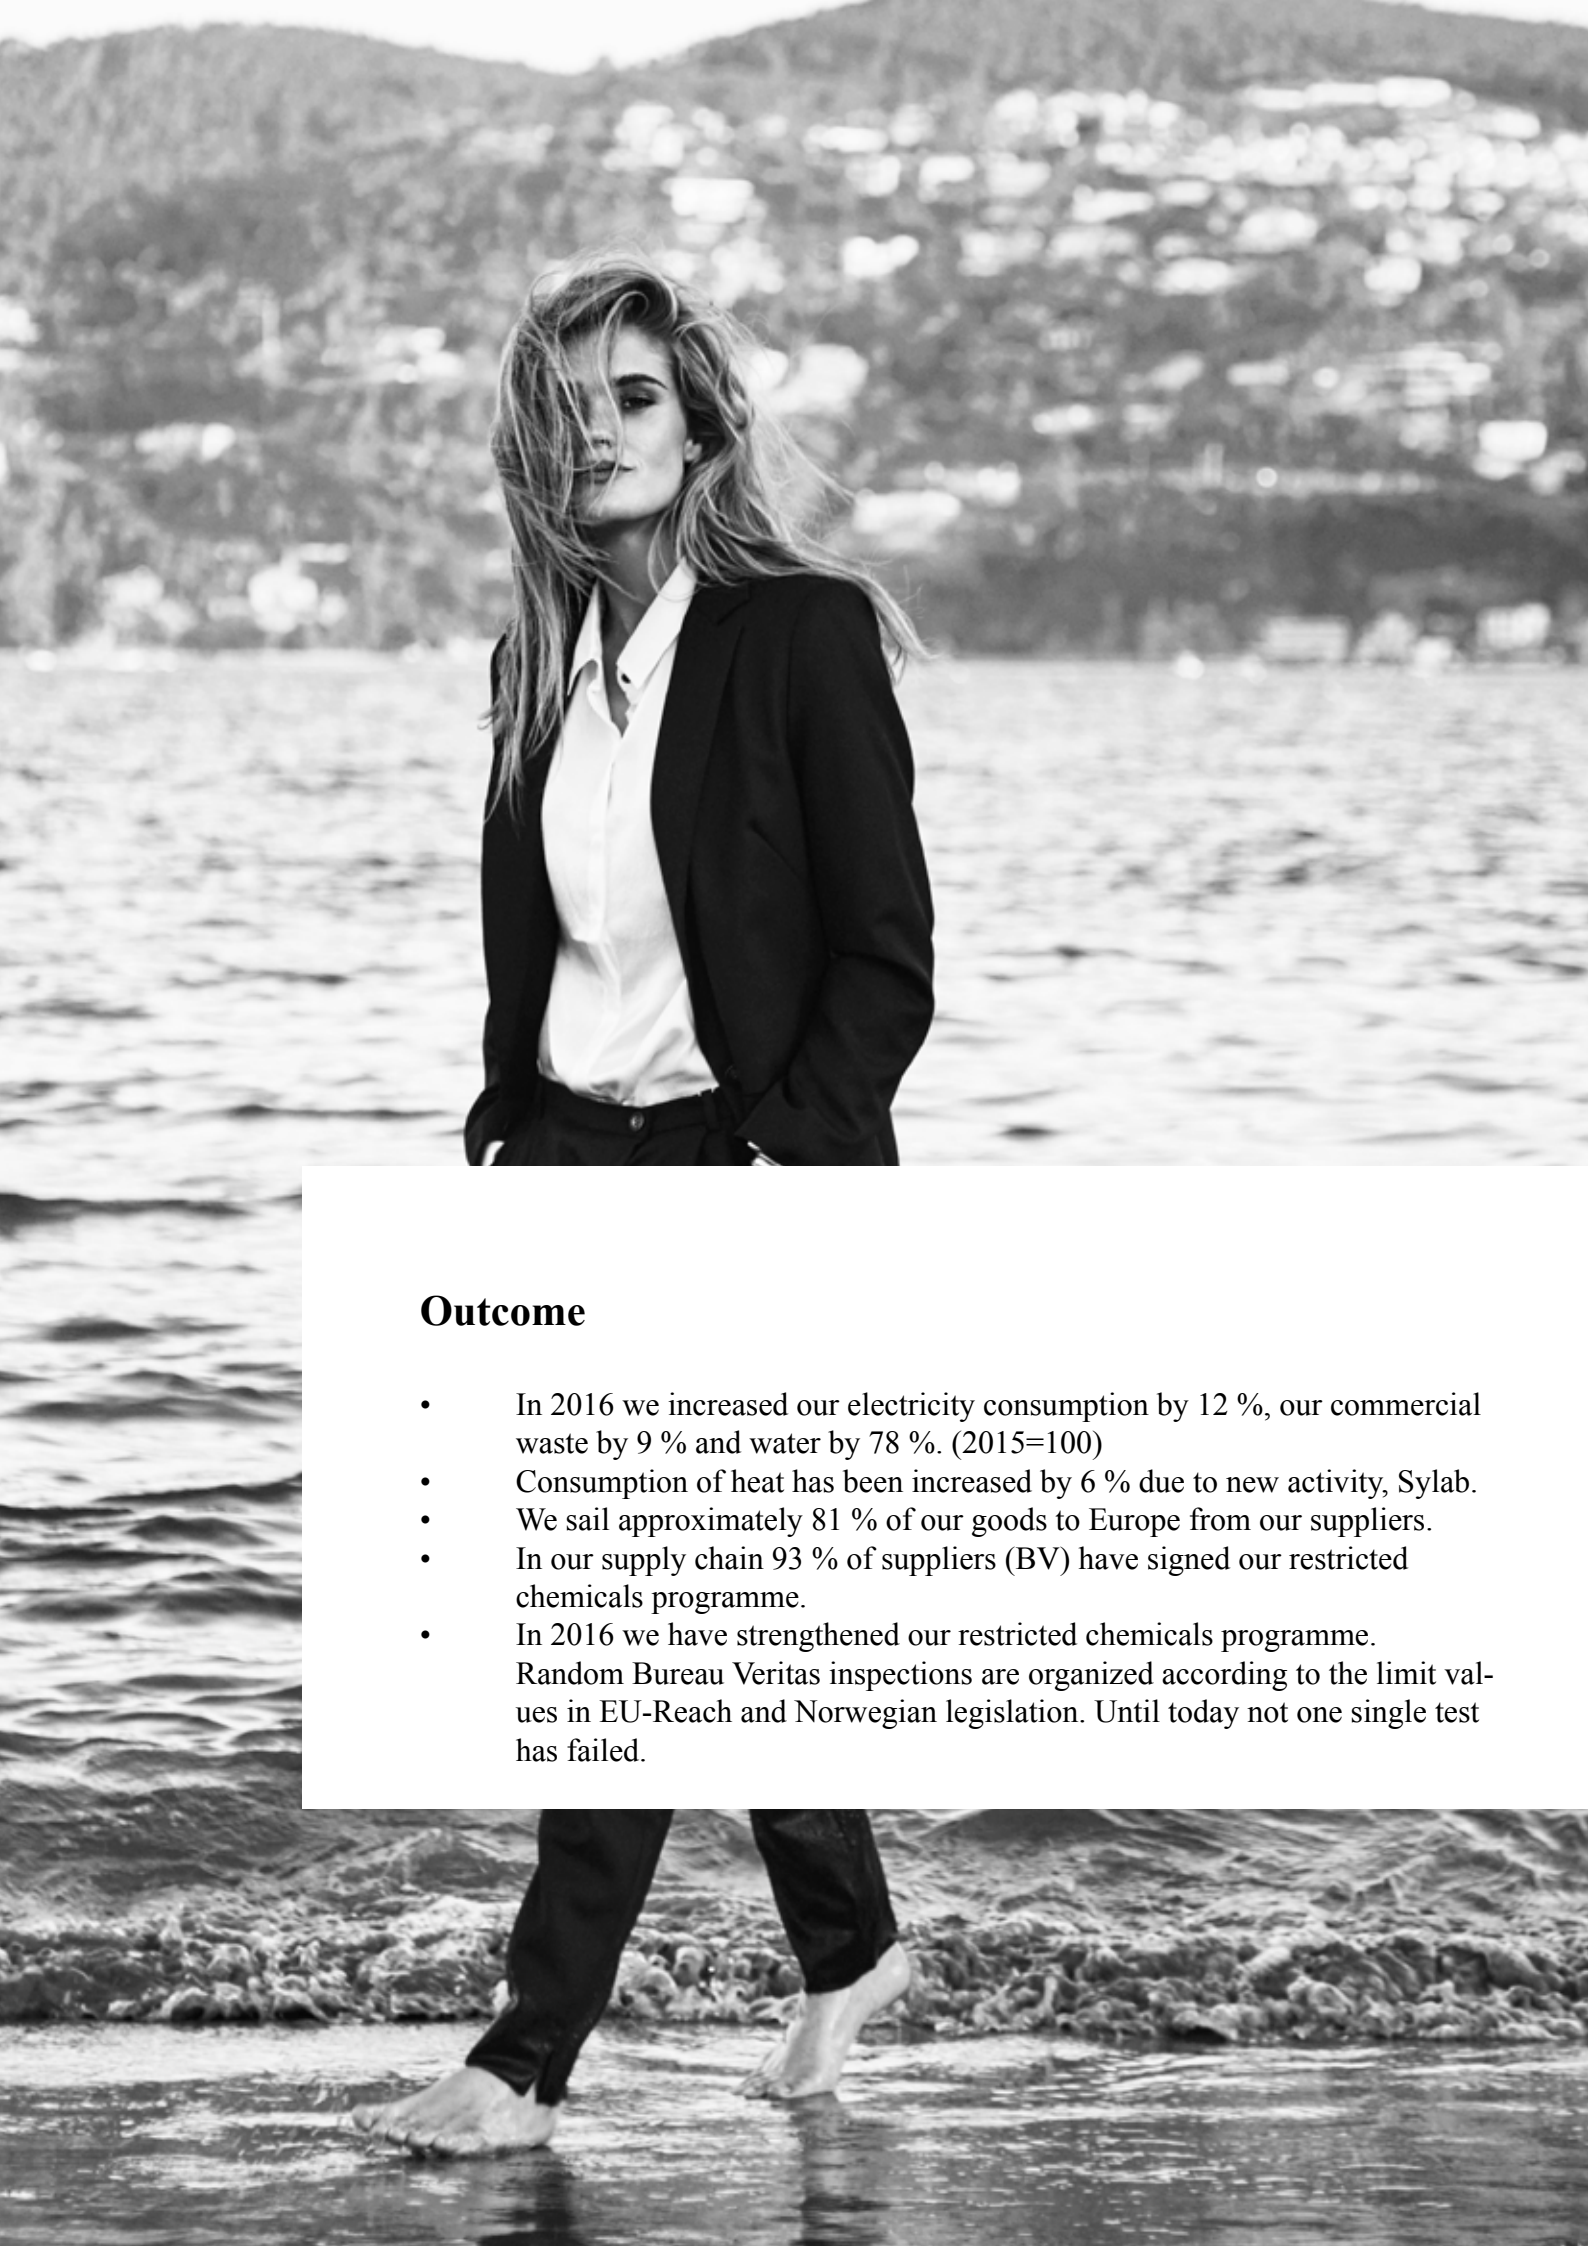 Outcome
• In 2016 we increased our electricity consumption by 12 %, our commercial
waste by 9 % and water by 78 %. (2015=100)
• Consumption of heat has been increased by 6 % due to new activity, Sylab.
• We sail approximately 81 % of our goods to Europe from our suppliers.
• In our supply chain 93 % of suppliers (BV) have signed our restricted
chemicals programme.
• In 2016 we have strengthened our restricted chemicals programme.
Random Bureau Veritas inspections are organized according to the limit val-
ues in EU-Reach and Norwegian legislation. Until today not one single test
has failed.